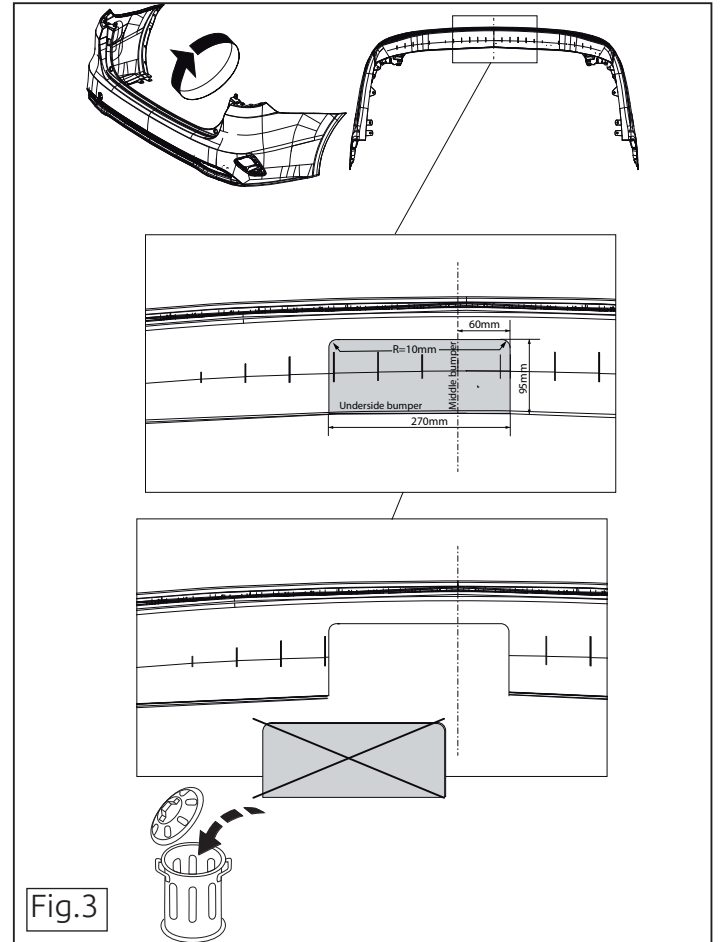 60mm
R=10mm
Middle bumper
95mm
Underside bumper
270mm
Fig.3